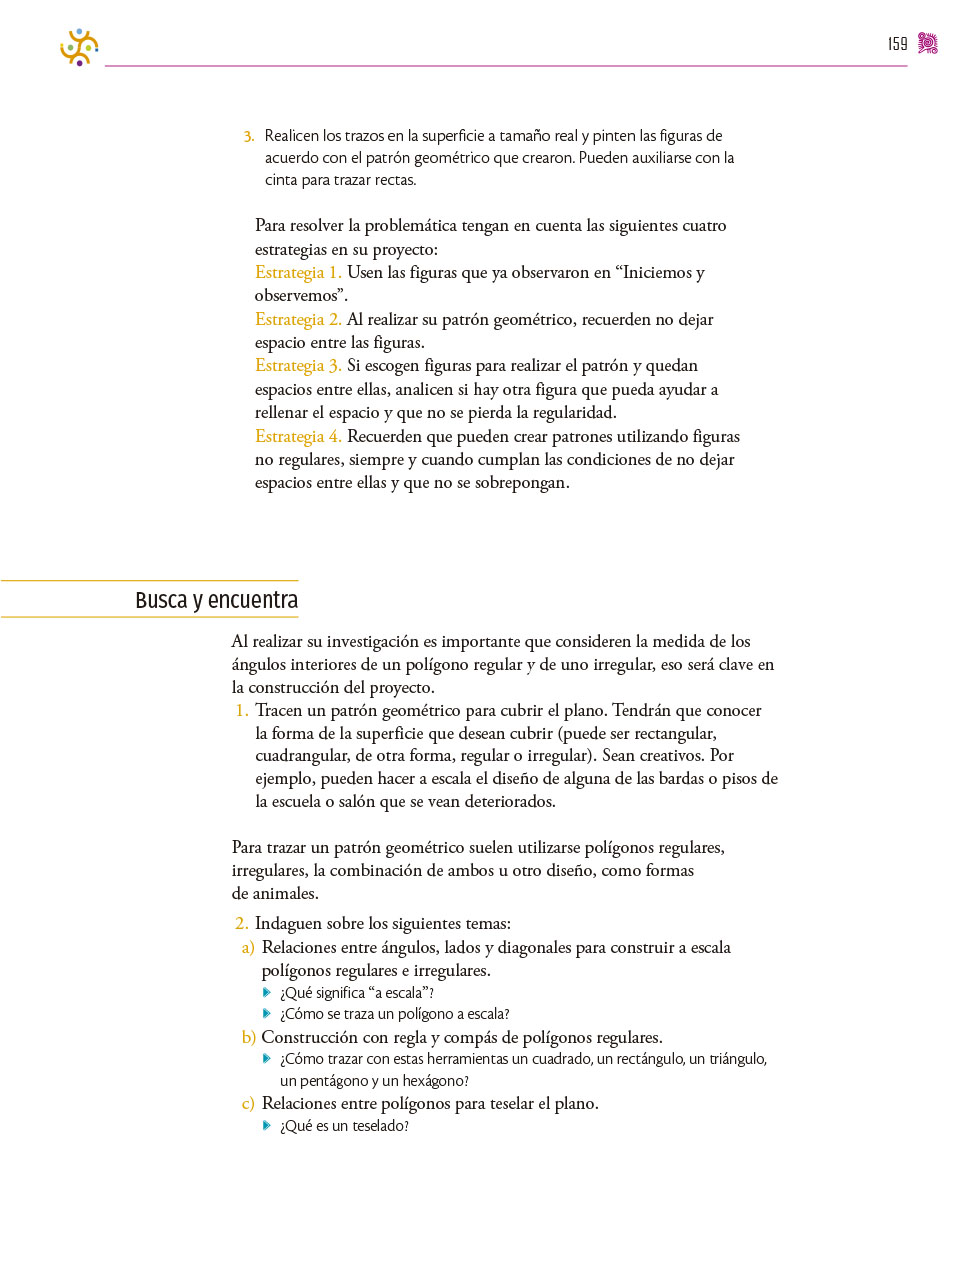 159
3. Realicen los trazos en la superficie a tamaño real y pinten las figuras de
acuerdo con el patrón geométrico que crearon. Pueden auxiliarse con la
cinta para trazar rectas.
Para resolver la problemática tengan en cuenta las siguientes cuatro
estrategias en su proyecto:
Estrategia 1. Usen las figuras que ya observaron en “Iniciemos y
observemos”.
Estrategia 2. Al realizar su patrón geométrico, recuerden no dejar
espacio entre las figuras.
Estrategia 3. Si escogen figuras para realizar el patrón y quedan
espacios entre ellas, analicen si hay otra figura que pueda ayudar a
rellenar el espacio y que no se pierda la regularidad.
Estrategia 4. Recuerden que pueden crear patrones utilizando figuras
no regulares, siempre y cuando cumplan las condiciones de no dejar
espacios entre ellas y que no se sobrepongan.
Busca y encuentra
Al realizar su investigación es importante que consideren la medida de los
ángulos interiores de un polígono regular y de uno irregular, eso será clave en
la construcción del proyecto.
1. Tracen un patrón geométrico para cubrir el plano. Tendrán que conocer
la forma de la superficie que desean cubrir (puede ser rectangular,
cuadrangular, de otra forma, regular o irregular). Sean creativos. Por
ejemplo, pueden hacer a escala el diseño de alguna de las bardas o pisos de
la escuela o salón que se vean deteriorados.
Para trazar un patrón geométrico suelen utilizarse polígonos regulares,
irregulares, la combinación de ambos u otro diseño, como formas
de animales.
2. Indaguen sobre los siguientes temas:
a) Relaciones entre ángulos, lados y diagonales para construir a escala
polígonos regulares e irregulares.
¿Qué significa “a escala”?
¿Cómo se traza un polígono a escala?
b) Construcción con regla y compás de polígonos regulares.
¿Cómo trazar con estas herramientas un cuadrado, un rectángulo, un triángulo,
un pentágono y un hexágono?
c) Relaciones entre polígonos para teselar el plano.
¿Qué es un teselado?